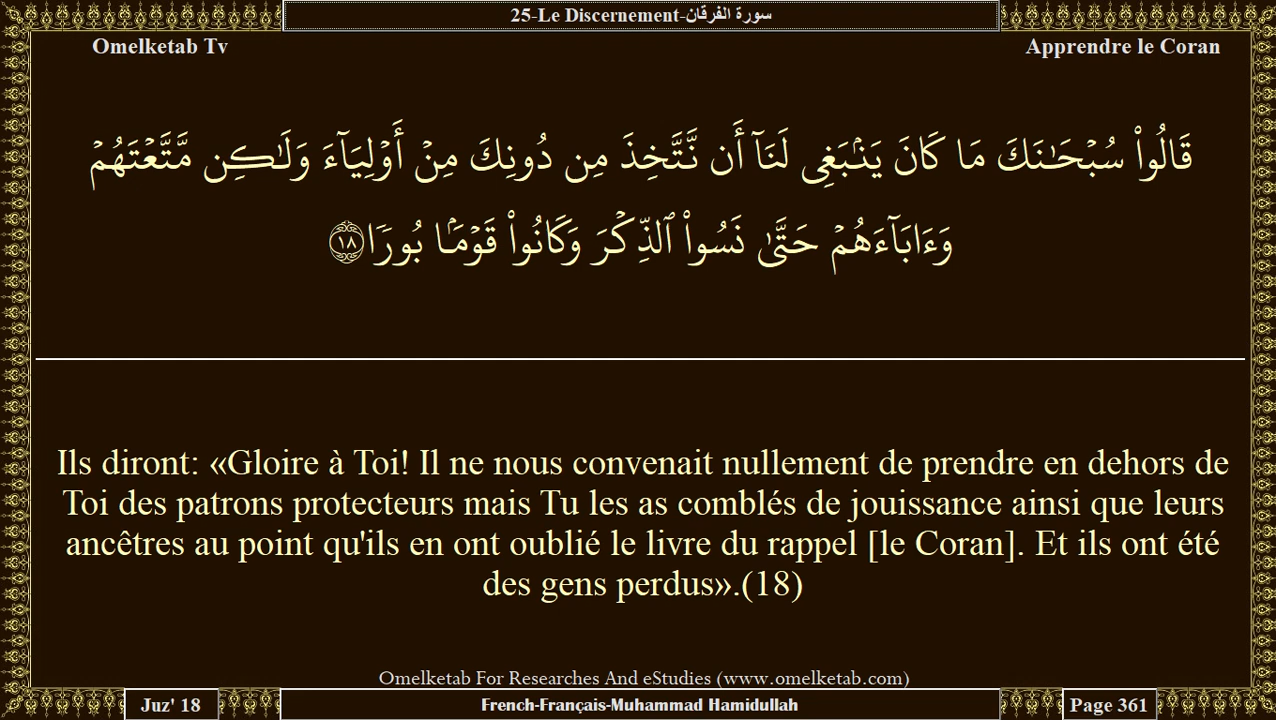 25-Le Discernement-سورة الفرقان
Omelketab Tv
Apprendre le Coran
قَالُوا۟ سُبْحَـٰنَكَ مَا كَانَ يَنۢبَغِى لَنَآ أَن نَّتَّخِذَ مِن دُونِكَ مِنْ أَوْلِيَآءَ وَلَـٰكِن مَّتَّعْتَهُمْ
وَءَابَآءَهُمْ حَتَّىٰ نَسُوا۟ ٱلذِّكْرَ وَكَانُوا۟ قَوْمًۢا بُورًا ١٨
Ils diront: «Gloire à Toi! Il ne nous convenait nullement de prendre en dehors de
Toi des patrons protecteurs mais Tu les as comblés de jouissance ainsi que leurs
ancêtres au point qu'ils en ont oublié le livre du rappel [le Coran]. Et ils ont été
des gens perdus».(18)
Omelketab For Researches And eStudies (www.omelketab.com)
Juz' 18
French-Français-Muhammad Hamidullah
Page 361